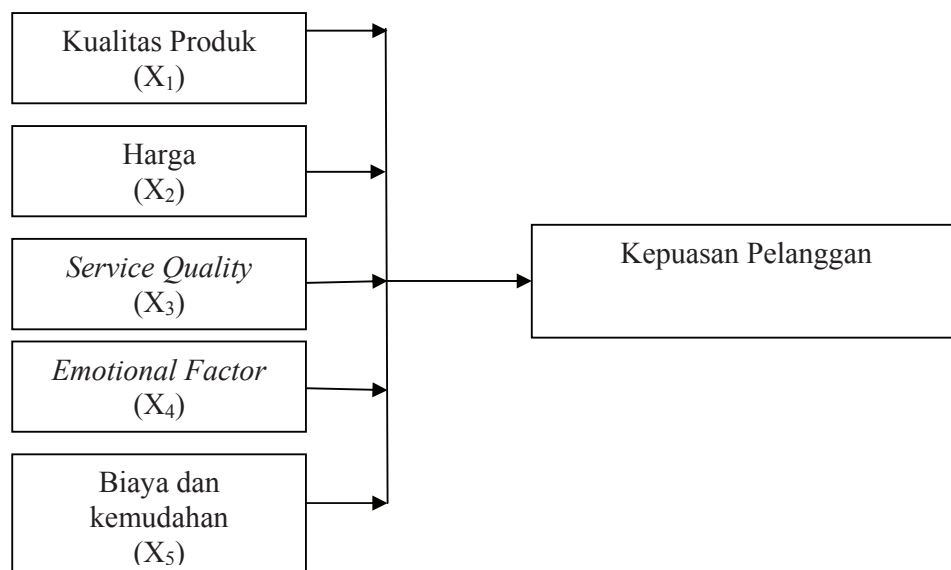 Kualitas Produk
(X₁)
Harga
(X₂)
Service Quality
(X₃)
Emotional Factor
(X₄)
Biaya dan
kemudahan
(X₅)
Kepuasan Pelanggan